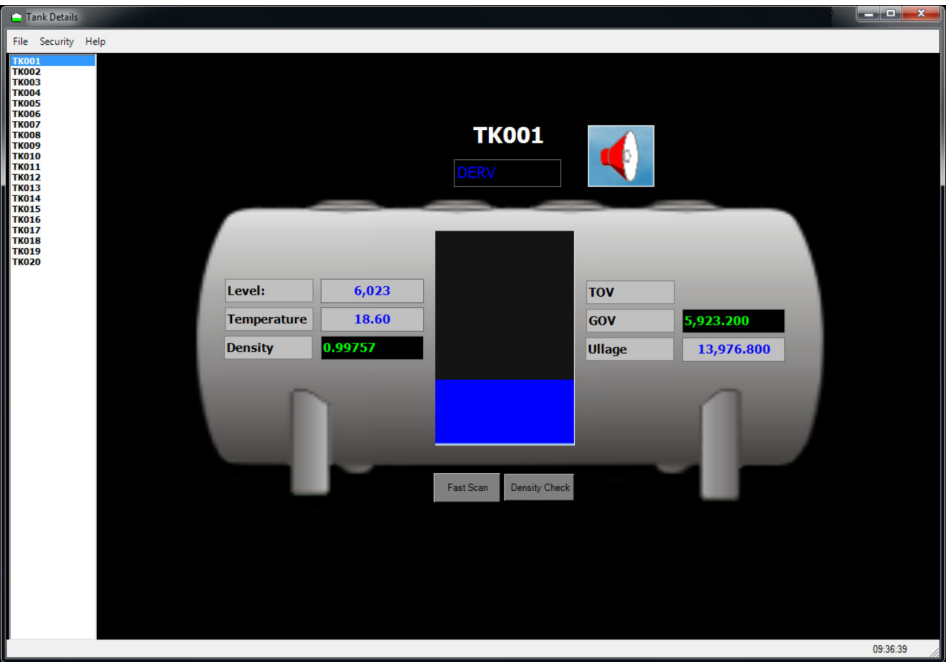 Tank Details
File Security Help
TK001
TK002
TK003
TK004
TK005
TK006
TK007
TK008
TK009
TK010
TK011
TK012
TK013
TK014
TK015
TK016
TK017
TK018
TK019
TK020
TK001
DERV
Level: 6,023
Temperature 18.60
Density 0.99757
TOV
GOV 5,923.200
Ullage 13,976.800
Fast Scan Density Check
09:36:39